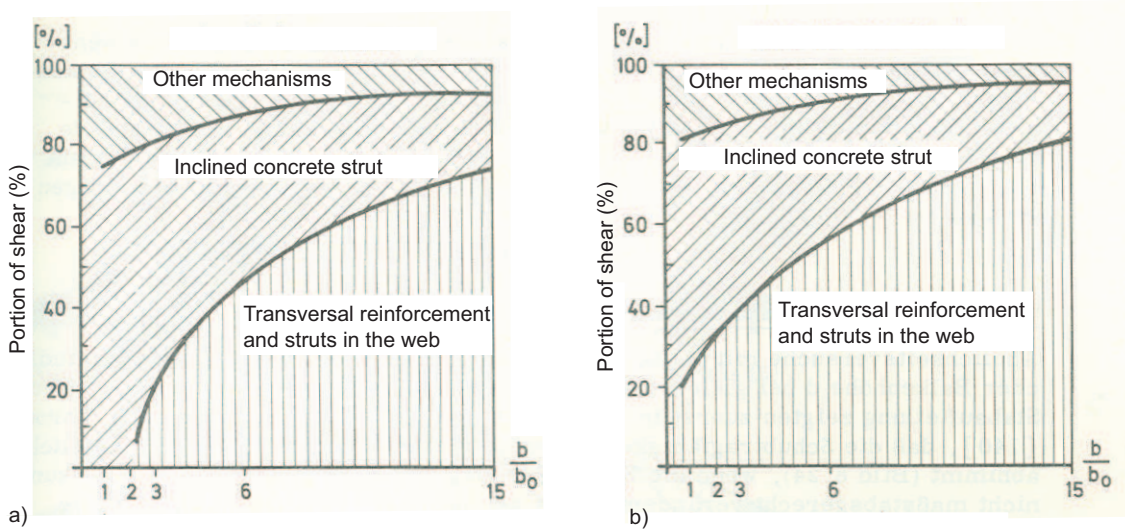 [%]
100
80
60
40
20
Portion of shear (%)
Other mechanisms
Inclined concrete strut
Transversal reinforcement
and struts in the web
1 2 3 6 15
b
b₀
a)
[%]
100
80
60
40
20
Portion of shear (%)
Other mechanisms
Inclined concrete strut
Transversal reinforcement
and struts in the web
1 2 3 6 15
b
b₀
b)